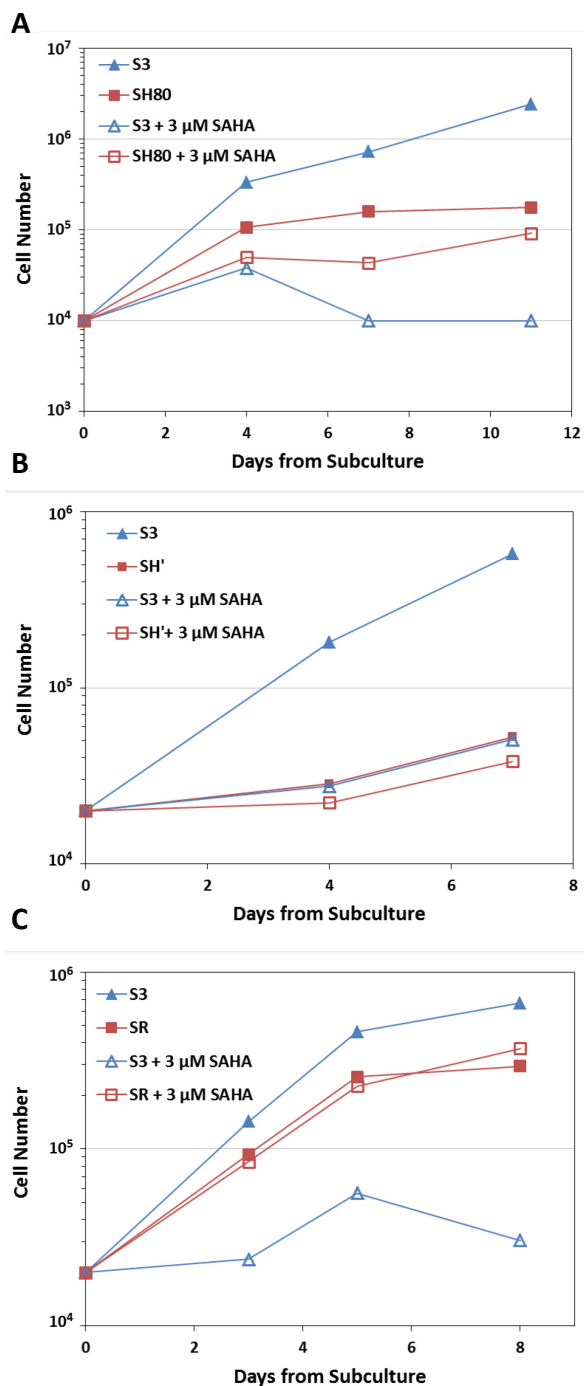 A
10⁷
S3
SH80
S3 + 3 μM SAHA
SH80 + 3 μM SAHA
10⁶
10⁵
10⁴
10³
Cell Number
0 2 4 6 8 10 12
Days from Subculture
B
10⁶
S3
SH'
S3 + 3 μM SAHA
SH'+ 3 μM SAHA
10⁵
10⁴
Cell Number
0 2 4 6 8
Days from Subculture
C
10⁶
S3
SR
S3 + 3 μM SAHA
SR + 3 μM SAHA
10⁵
10⁴
Cell Number
0 2 4 6 8
Days from Subculture